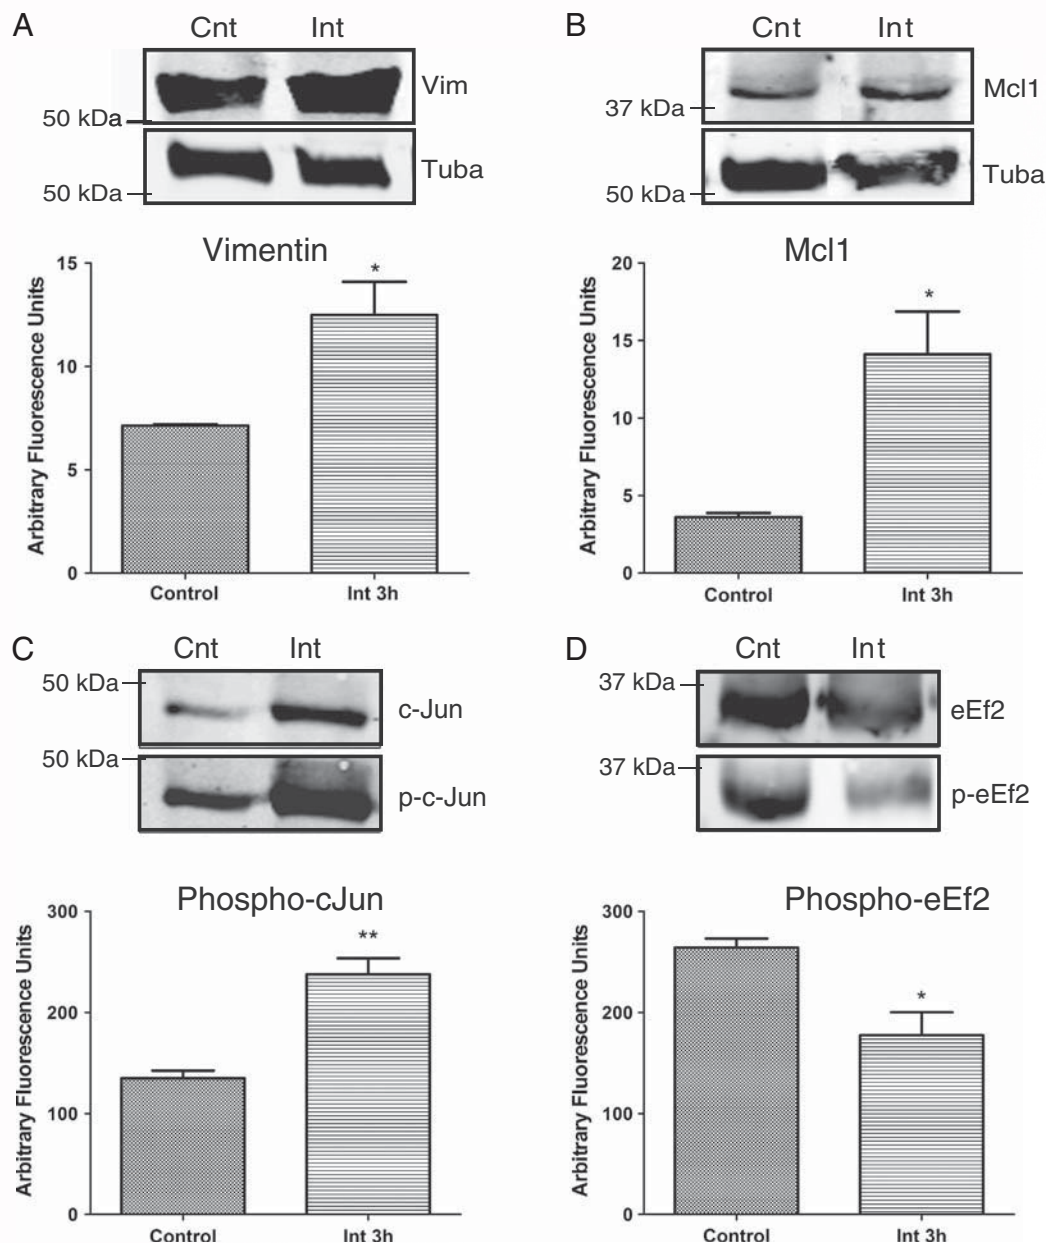 A
Cnt Int
Vim
50 kDa
Tuba
50 kDa
Vimentin
Arbitrary Fluorescence Units
15
10
5
0
*
Control Int 3h
B
Cnt Int
Mcl1
37 kDa
Tuba
50 kDa
Mcl1
Arbitrary Fluorescence Units
20
15
10
5
0
*
Control Int 3h
C
Cnt Int
50 kDa
c-Jun
50 kDa
p-c-Jun
Phospho-cJun
Arbitrary Fluorescence Units
300
200
100
0
**
Control Int 3h
D
Cnt Int
37 kDa
eEf2
37 kDa
p-eEf2
Phospho-eEf2
Arbitrary Fluorescence Units
300
200
100
0
*
Control Int 3h